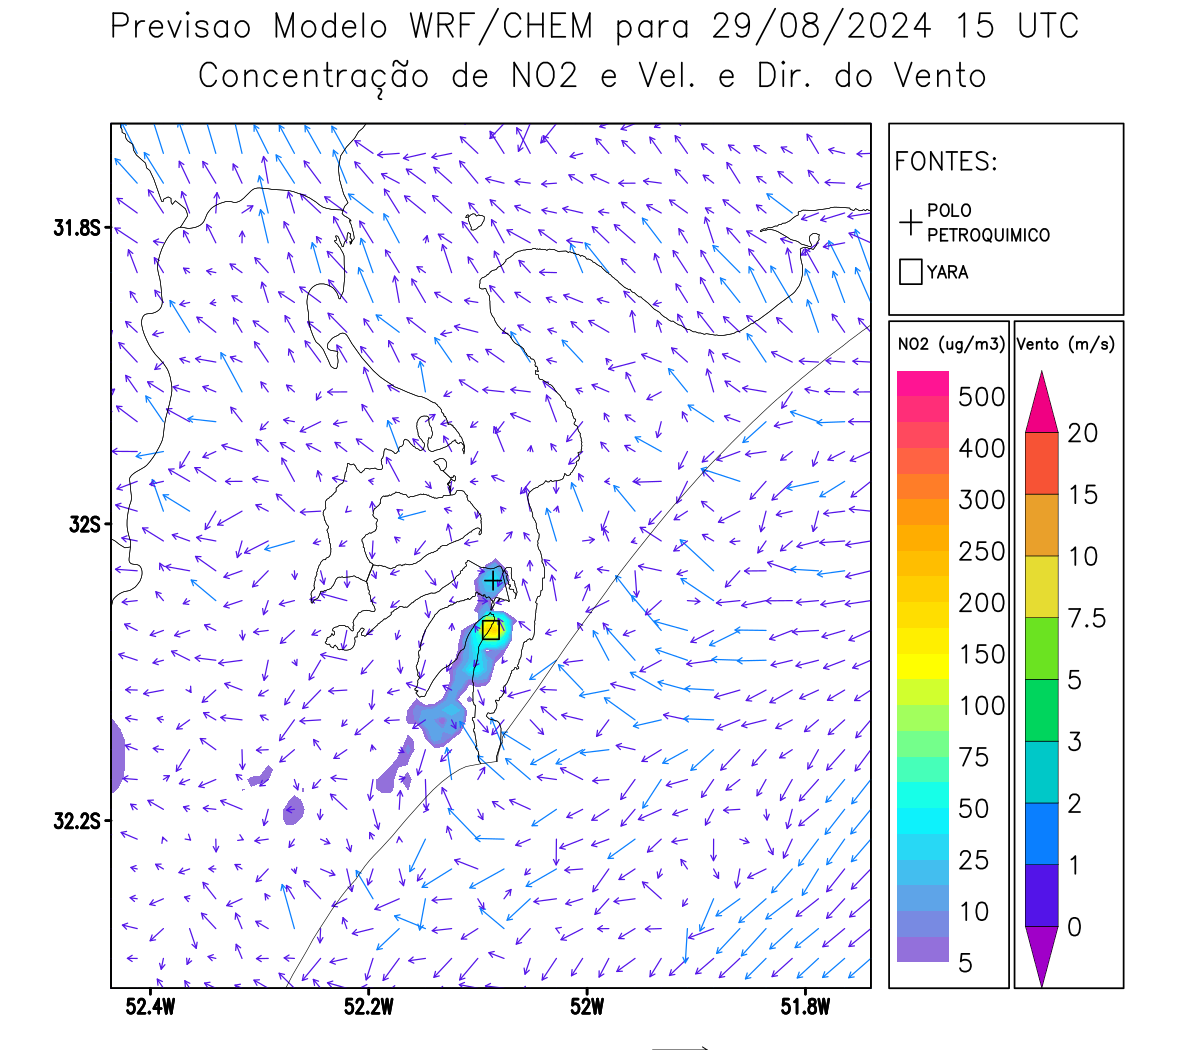 Previsao Modelo WRF/CHEM para 29/08/2024 15 UTC
Concentração de NO2 e Vel. e Dir. do Vento
FONTES:
POLO
PETROQUIMICO
YARA
NO2 (ug/m3)
500
400
300
250
200
150
100
75
50
25
10
5
Vento (m/s)
20
15
10
7.5
5
3
2
1
0
31.8S
32S
32.2S
52.4W
52.2W
52W
51.8W